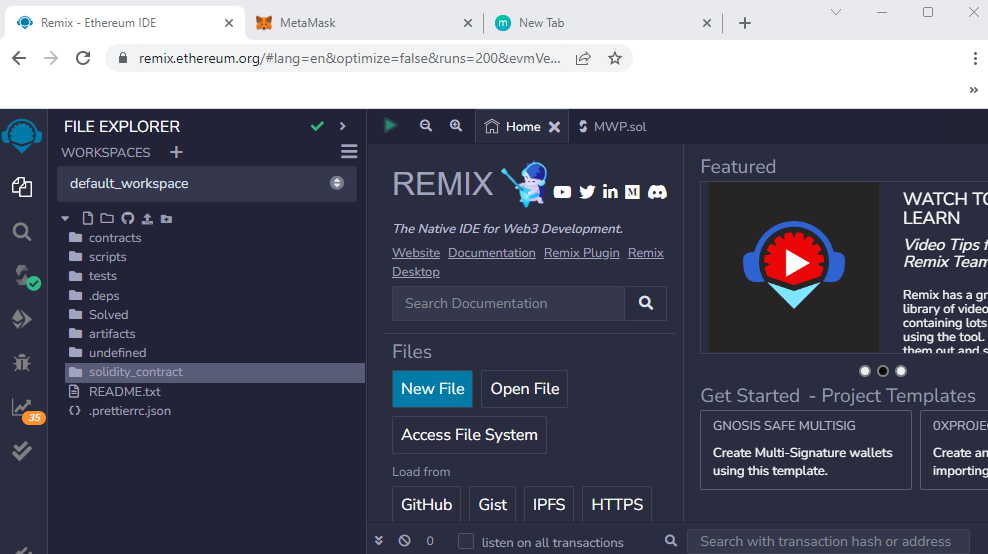 Remix - Ethereum IDE
MetaMask
New Tab
remix.ethereum.org/#lang=en&optimize=false&runs=200&evmVe...
FILE EXPLORER
Home
MWP.sol
WORKSPACES
default_workspace
contracts
scripts
tests
.deps
Solved
artifacts
undefined
solidity_contract
README.txt
.prettierrc.json
35
REMIX
The Native IDE for Web3 Development.
Website Documentation Remix Plugin Remix
Desktop
Search Documentation
Files
New File Open File
Access File System
Load from
GitHub Gist IPFS HTTPS
Featured
WATCH TO
LEARN
Video Tips f
Remix Team
Remix has a gr
library of video
containing lots
using the tool.
them out and s
Get Started - Project Templates
GNOSIS SAFE MULTISIG
Create Multi-Signature wallets
using this template.
0XPROJEC
Create an
importing
0
listen on all transactions
Search with transaction hash or address